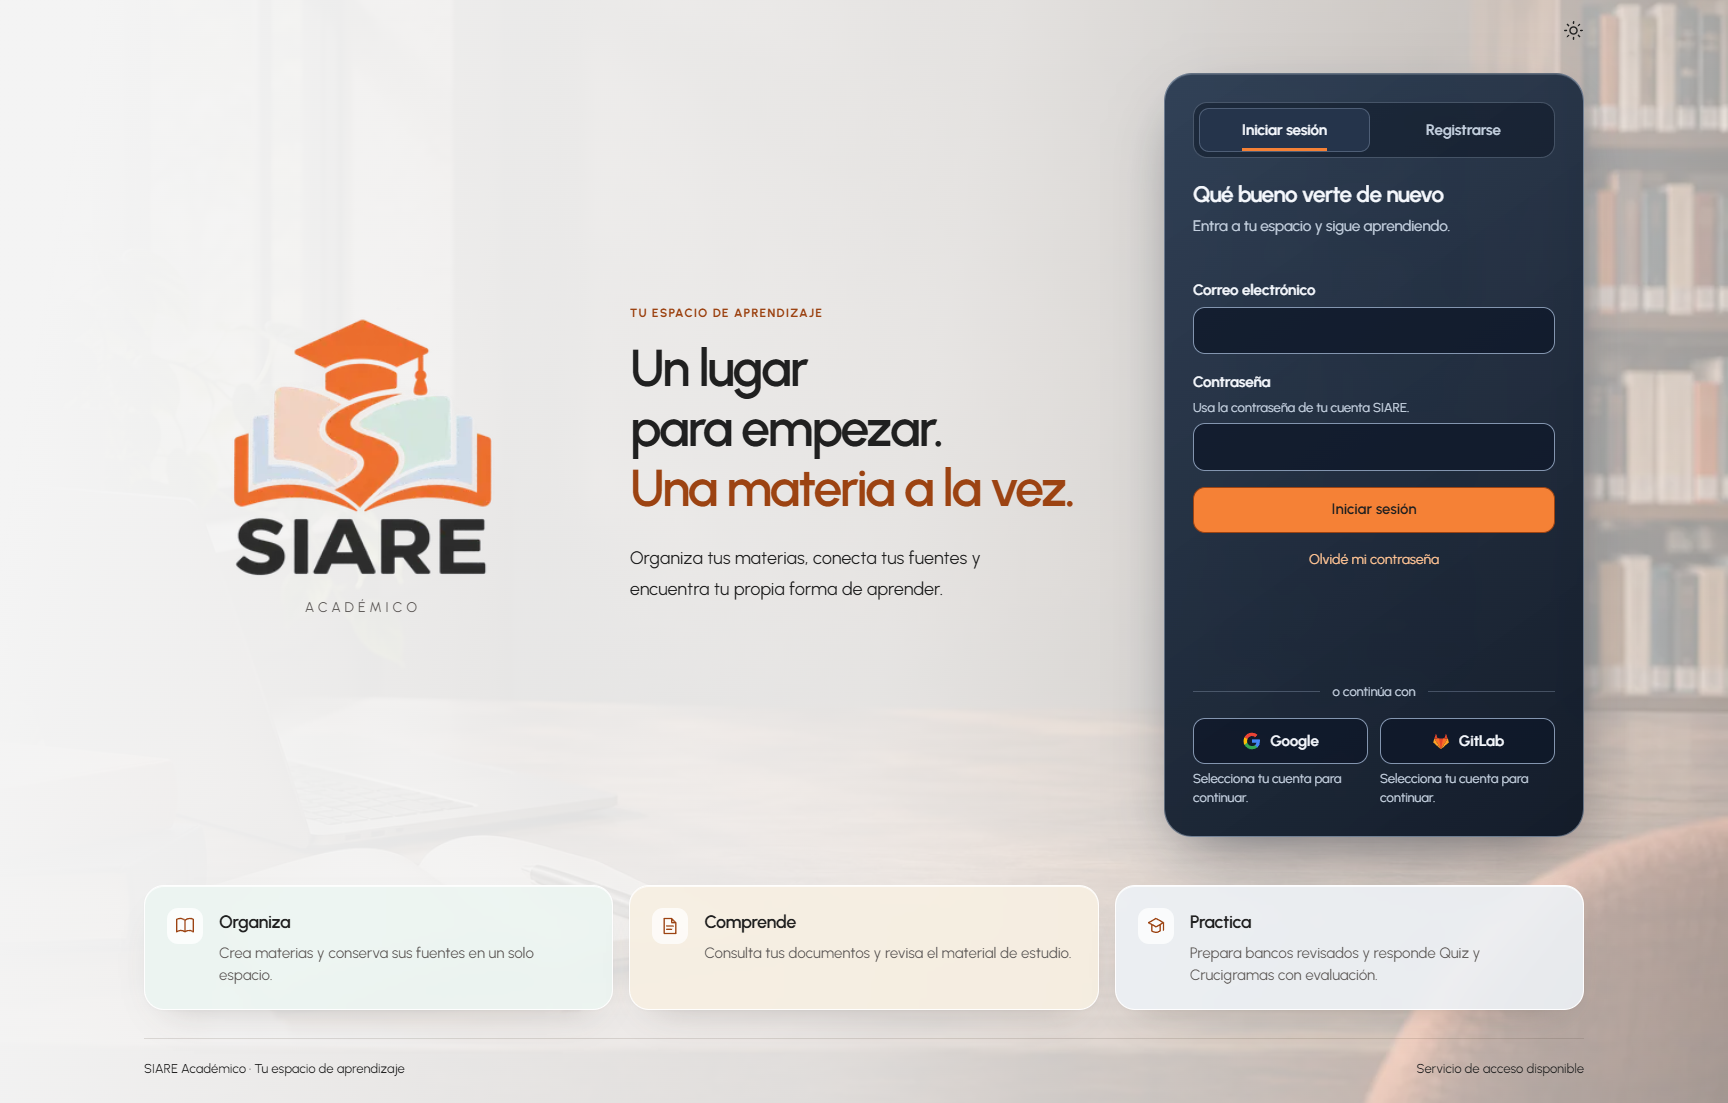 SIARE
ACADÉMICO
TU ESPACIO DE APRENDIZAJE
Un lugar
para empezar.
Una materia a la vez.
Organiza tus materias, conecta tus fuentes y
encuentra tu propia forma de aprender.
Iniciar sesión
Registrarse
Qué bueno verte de nuevo
Entra a tu espacio y sigue aprendiendo.
Correo electrónico
Contraseña
Usa la contraseña de tu cuenta SIARE.
Iniciar sesión
Olvidé mi contraseña
o continúa con
Google
Selecciona tu cuenta para
continuar.
GitLab
Selecciona tu cuenta para
continuar.
Organiza
Crea materias y conserva sus fuentes en un solo
espacio.
Comprende
Consulta tus documentos y revisa el material de estudio.
Practica
Prepara bancos revisados y responde Quiz y
Crucigramas con evaluación.
SIARE Académico · Tu espacio de aprendizaje
Servicio de acceso disponible